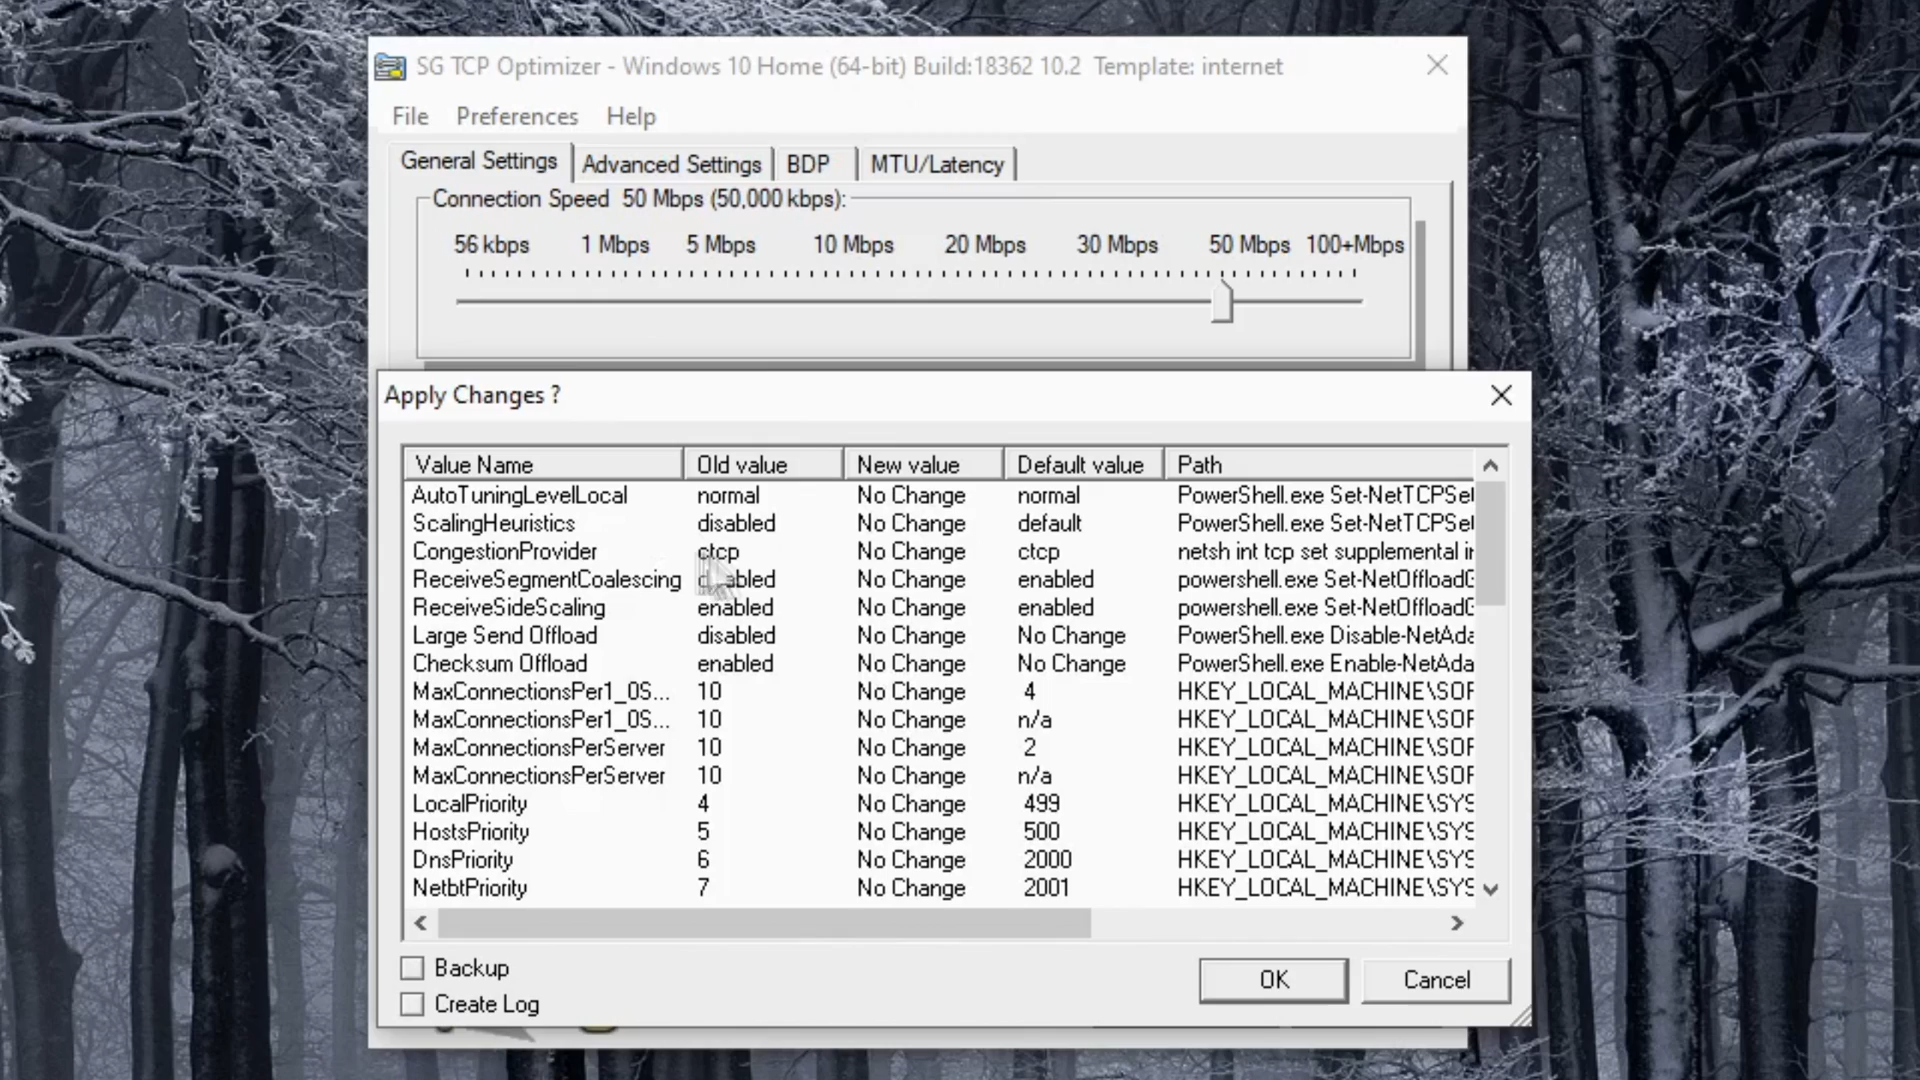 SG TCP Optimizer - Windows 10 Home (64-bit) Build:18362 10.2  Template: internet
File Preferences Help
General Settings Advanced Settings BDP MTU/Latency
Connection Speed 50 Mbps (50,000 kbps):
56 kbps 1 Mbps 5 Mbps 10 Mbps 20 Mbps 30 Mbps 50 Mbps 100+Mbps
Apply Changes ?
Value Name Old value New value Default value Path
AutoTuningLevelLocal normal No Change normal PowerShell.exe Set-NetTCPSet
ScalingHeuristics disabled No Change default PowerShell.exe Set-NetTCPSet
CongestionProvider ctcp No Change ctcp netsh int tcp set supplemental in
ReceiveSegmentCoalescing No Change enabled powershell.exe Set-NetOffloadG
ReceiveSideScaling enabled No Change enabled powershell.exe Set-NetOffloadG
Large Send Offload disabled No Change No Change PowerShell.exe Disable-NetAda
Checksum Offload enabled No Change No Change PowerShell.exe Enable-NetAda
MaxConnectionsPer1_0S... 10 No Change 4 HKEY_LOCAL_MACHINE\SOF
MaxConnectionsPer1_0S... 10 No Change n/a HKEY_LOCAL_MACHINE\SOF
MaxConnectionsPerServer 10 No Change 2 HKEY_LOCAL_MACHINE\SOF
MaxConnectionsPerServer 10 No Change n/a HKEY_LOCAL_MACHINE\SOF
LocalPriority 4 No Change 499 HKEY_LOCAL_MACHINE\SYS
HostsPriority 5 No Change 500 HKEY_LOCAL_MACHINE\SYS
DnsPriority 6 No Change 2000 HKEY_LOCAL_MACHINE\SYS
NetbtPriority 7 No Change 2001 HKEY_LOCAL_MACHINE\SYS
Backup
Create Log
OK Cancel